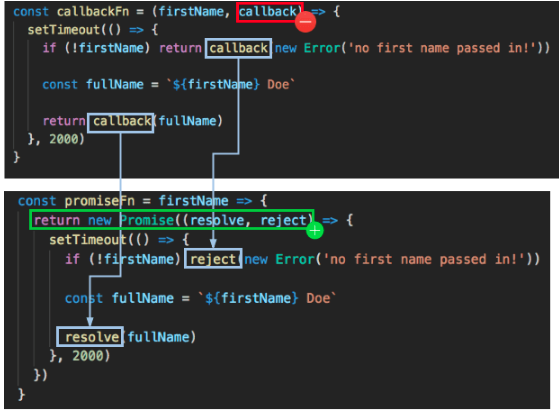 const callbackFn = (firstName, callback) => {
setTimeout(() => {
if (!firstName) return callback(new Error('no first name passed in!'))
const fullName = `${firstName} Doe`
return callback(fullName)
}, 2000)
}
const promiseFn = firstName => {
return new Promise((resolve, reject) => {
setTimeout(() => {
if (!firstName) reject(new Error('no first name passed in!'))
const fullName = `${firstName} Doe`
resolve(fullName)
}, 2000)
})
}